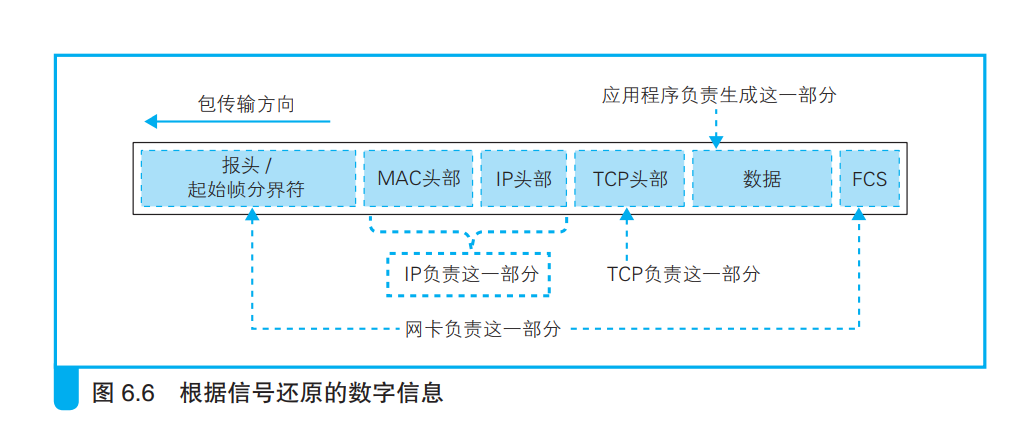 应用程序负责生成这一部分
包传输方向
报头 /
起始帧分界符
MAC头部
IP头部
TCP头部
数据
FCS
IP负责这一部分
TCP负责这一部分
网卡负责这一部分
图 6.6 根据信号还原的数字信息